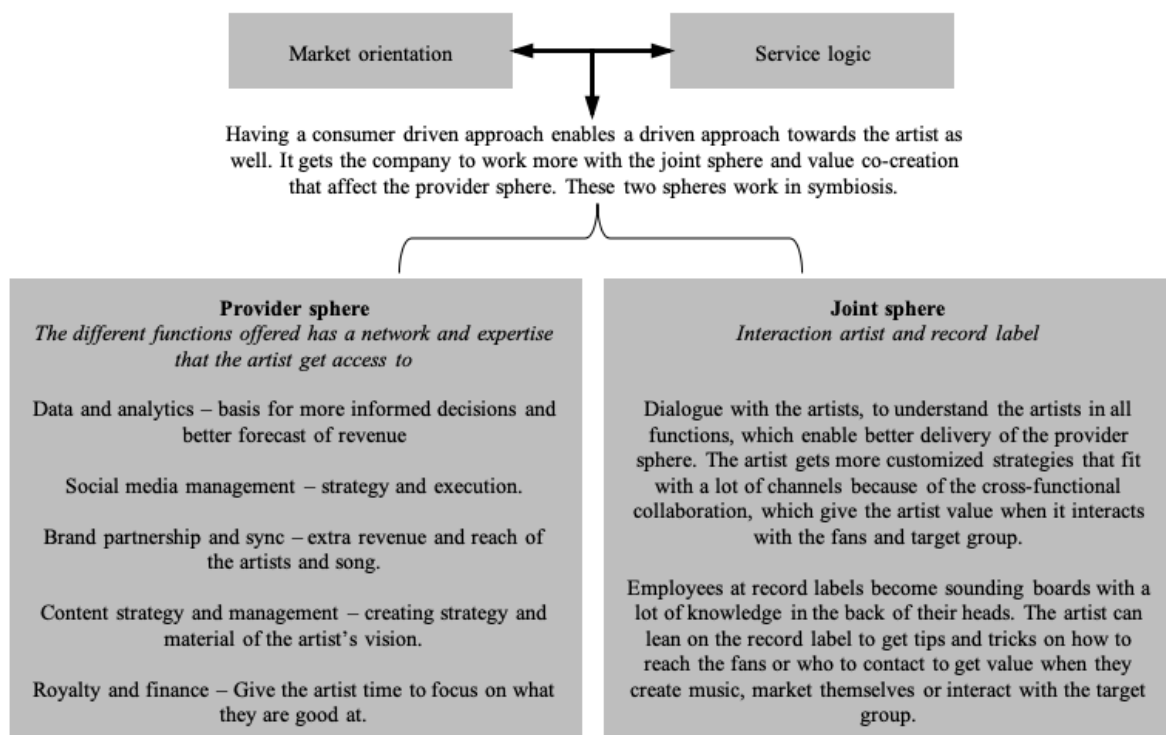 Market orientation
Service logic
Having a consumer driven approach enables a driven approach towards the artist as
well. It gets the company to work more with the joint sphere and value co-creation
that affect the provider sphere. These two spheres work in symbiosis.
Provider sphere
The different functions offered has a network and expertise
that the artist get access to
Data and analytics – basis for more informed decisions and
better forecast of revenue
Social media management – strategy and execution.
Brand partnership and sync – extra revenue and reach of
the artists and song.
Content strategy and management – creating strategy and
material of the artist’s vision.
Royalty and finance – Give the artist time to focus on what
they are good at.
Joint sphere
Interaction artist and record label
Dialogue with the artists, to understand the artists in all
functions, which enable better delivery of the provider
sphere. The artist gets more customized strategies that fit
with a lot of channels because of the cross-functional
collaboration, which give the artist value when it interacts
with the fans and target group.
Employees at record labels become sounding boards with a
lot of knowledge in the back of their heads. The artist can
lean on the record label to get tips and tricks on how to
reach the fans or who to contact to get value when they
create music, market themselves or interact with the target
group.